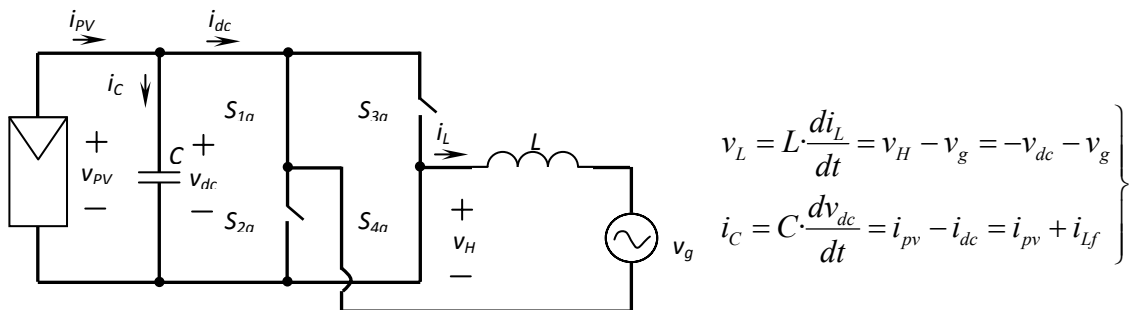 i_PV
i_dc
i_C
S_1a
S_3a
i_L
L
+
C
+
v_PV
v_dc
−
−
S_2a
S_4a
+
v_H
−
v_g
v_L = L·di_L/dt = v_H − v_g = −v_dc − v_g
i_C = C·dv_dc/dt = i_pv − i_dc = i_pv + i_Lf